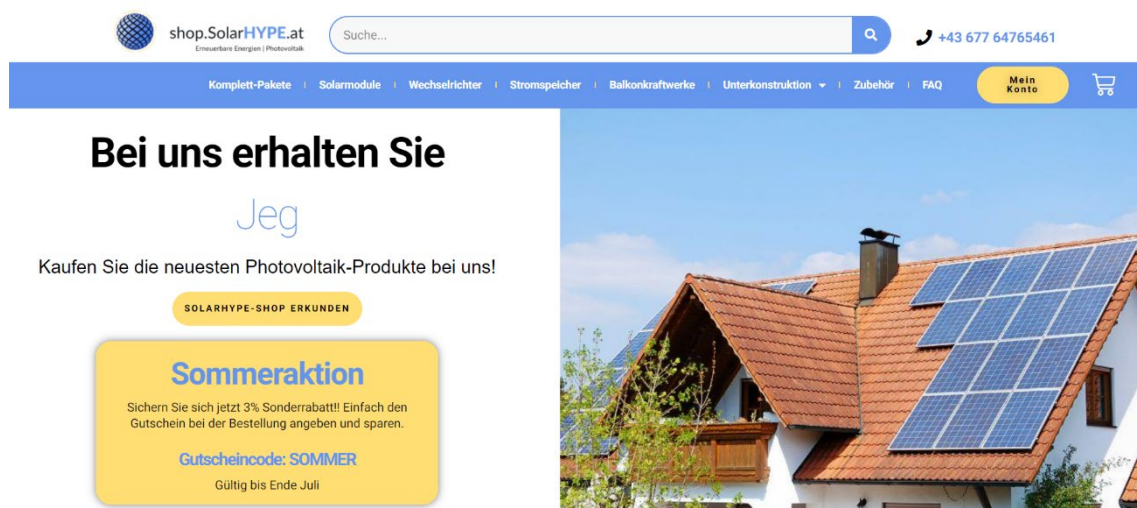 shop.SolarHYPE.at
Erneuerbare Energien | Photovoltaik
Suche...
+43 677 64765461
Komplett-Pakete | Solarmodule | Wechselrichter | Stromspeicher | Balkonkraftwerke | Unterkonstruktion | Zubehör | FAQ
Mein
Konto
Bei uns erhalten Sie
Jeg
Kaufen Sie die neuesten Photovoltaik-Produkte bei uns!
SOLARHYPE-SHOP ERKUNDEN
Sommeraktion
Sichern Sie sich jetzt 3% Sonderrabatt!! Einfach den
Gutschein bei der Bestellung angeben und sparen.
Gutscheincode: SOMMER
Gültig bis Ende Juli